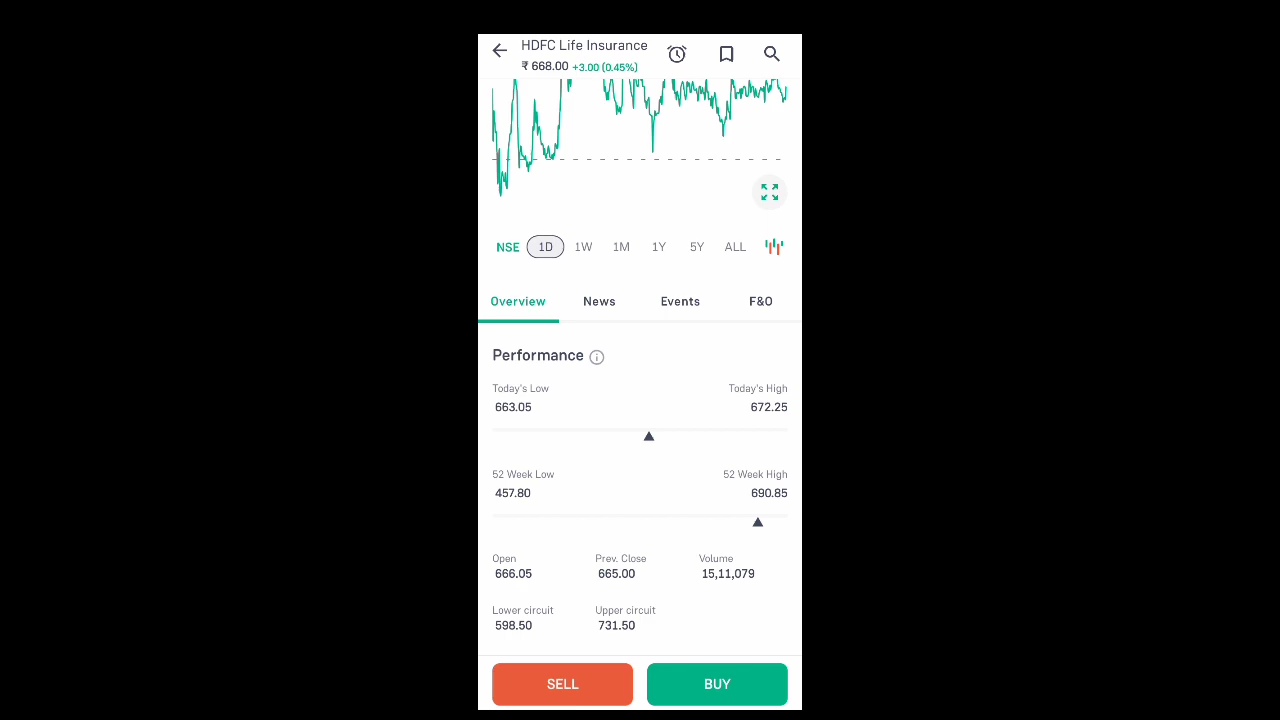 HDFC Life Insurance
₹ 668.00 +3.00 (0.45%)
NSE 1D 1W 1M 1Y 5Y ALL
Overview News Events F&O
Performance
Today's Low Today's High
663.05 672.25
52 Week Low 52 Week High
457.80 690.85
Open Prev. Close Volume
666.05 665.00 15,11,079
Lower circuit Upper circuit
598.50 731.50
SELL BUY